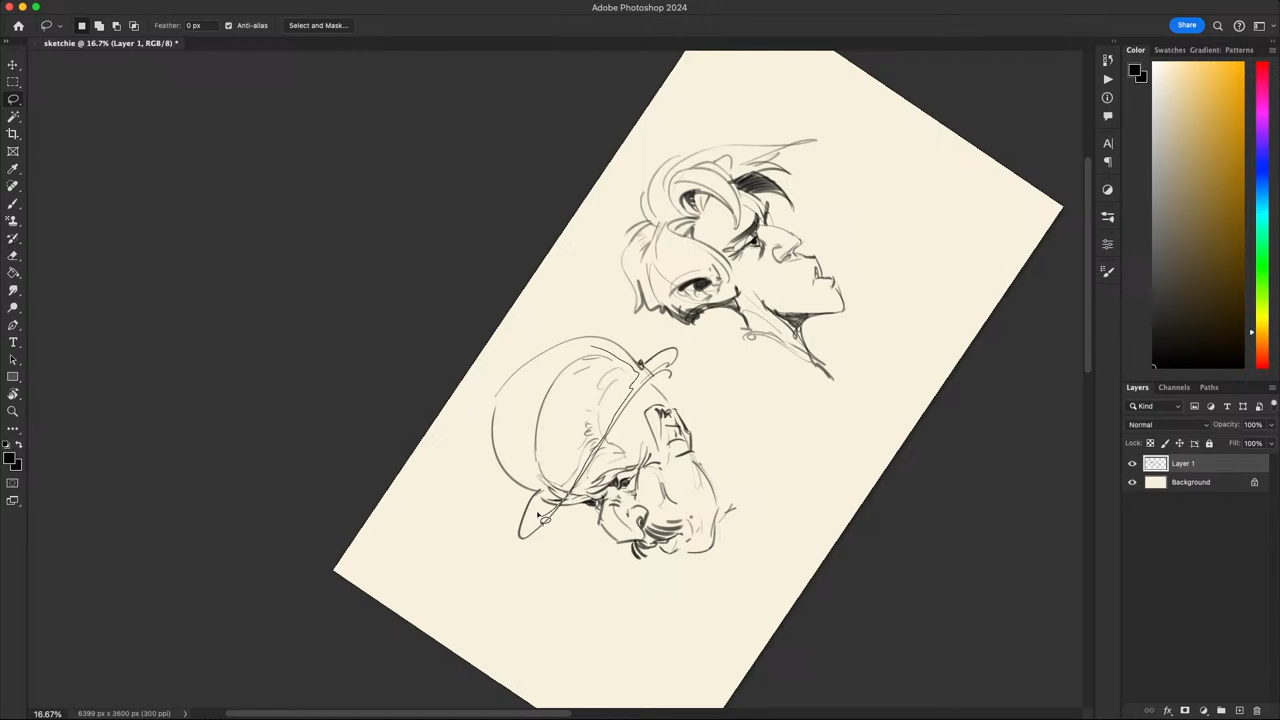 Adobe Photoshop 2024
Feather: 0 px
Anti-alias
Select and Mask...
Share
sketchie @ 16.7% (Layer 1, RGB/8) *
Color
Swatches
Gradient:
Patterns
Layers
Channels
Paths
Kind
Normal
Opacity: 100%
Lock:
Fill: 100%
Layer 1
Background
16.67%
6399 px x 3600 px (300 ppi)